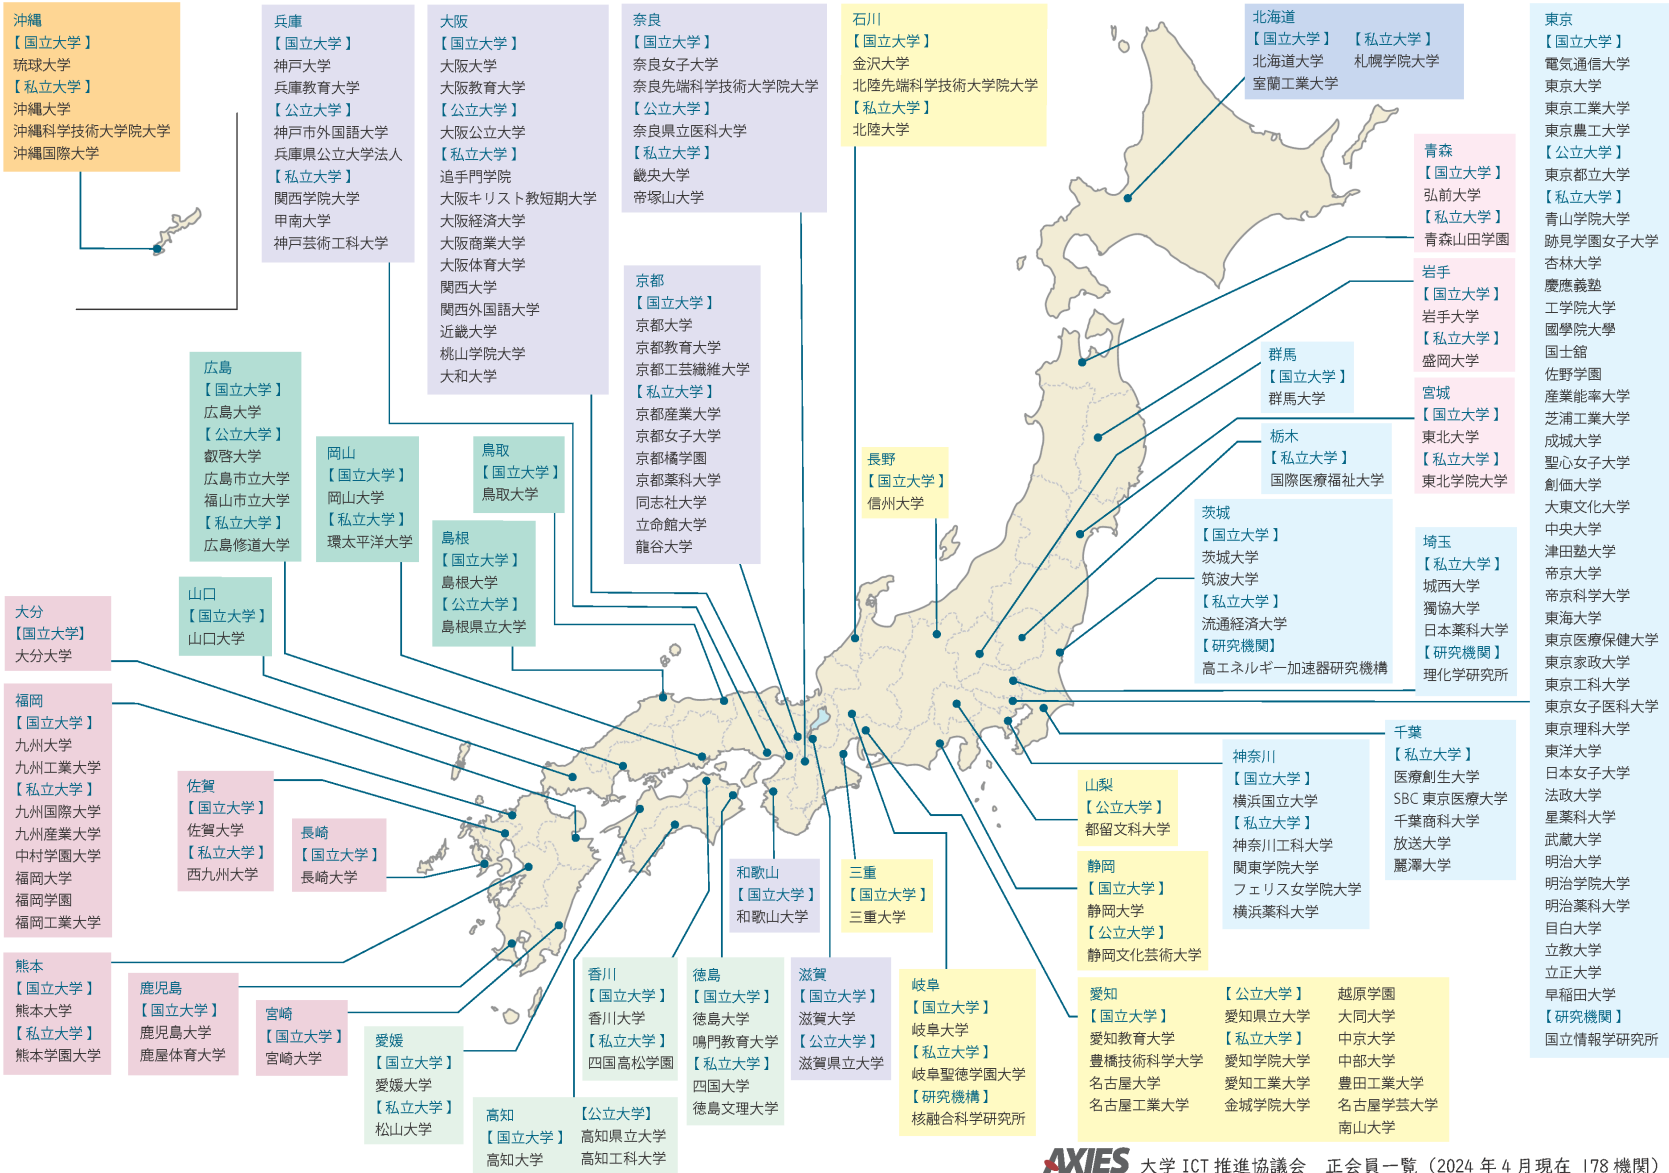 沖縄
【 国立大学 】
琉球大学
【 私立大学 】
沖縄大学
沖縄科学技術大学院大学
沖縄国際大学
兵庫
【 国立大学 】
神戸大学
兵庫教育大学
【 公立大学 】
神戸市外国語大学
兵庫県公立大学法人
【 私立大学 】
関西学院大学
甲南大学
神戸芸術工科大学
大阪
【 国立大学 】
大阪大学
大阪教育大学
【 公立大学 】
大阪公立大学
【 私立大学 】
追手門学院
大阪キリスト教短期大学
大阪経済大学
大阪商業大学
大阪体育大学
関西大学
関西外国語大学
近畿大学
桃山学院大学
大和大学
奈良
【 国立大学 】
奈良女子大学
奈良先端科学技術大学院大学
【 公立大学 】
奈良県立医科大学
【 私立大学 】
畿央大学
帝塚山大学
石川
【 国立大学 】
金沢大学
北陸先端科学技術大学院大学
【 私立大学 】
北陸大学
北海道
【 国立大学 】
北海道大学
室蘭工業大学
【 私立大学 】
札幌学院大学
東京
【 国立大学 】
電気通信大学
東京大学
東京工業大学
東京農工大学
【 公立大学 】
東京都立大学
【 私立大学 】
青山学院大学
跡見学園女子大学
杏林大学
慶應義塾
工学院大学
國學院大學
国士舘
佐野学園
産業能率大学
芝浦工業大学
成城大学
聖心女子大学
創価大学
大東文化大学
中央大学
津田塾大学
帝京大学
帝京科学大学
東海大学
東京医療保健大学
東京家政大学
東京工科大学
東京女子医科大学
東京理科大学
東洋大学
日本女子大学
法政大学
星薬科大学
武蔵大学
明治大学
明治学院大学
明治薬科大学
目白大学
立教大学
立正大学
早稲田大学
【 研究機関 】
国立情報学研究所
青森
【 国立大学 】
弘前大学
【 私立大学 】
青森山田学園
岩手
【 国立大学 】
岩手大学
【 私立大学 】
盛岡大学
宮城
【 国立大学 】
東北大学
【 私立大学 】
東北学院大学
群馬
【 国立大学 】
群馬大学
栃木
【 私立大学 】
国際医療福祉大学
茨城
【 国立大学 】
茨城大学
筑波大学
【 私立大学 】
流通経済大学
【 研究機関】
高エネルギー加速器研究機構
埼玉
【 私立大学 】
城西大学
獨協大学
日本薬科大学
【 研究機関 】
理化学研究所
京都
【 国立大学 】
京都大学
京都教育大学
京都工芸繊維大学
【 私立大学 】
京都産業大学
京都女子大学
京都橘学園
京都薬科大学
同志社大学
立命館大学
龍谷大学
長野
【 国立大学 】
信州大学
広島
【 国立大学 】
広島大学
【 公立大学 】
叡啓大学
広島市立大学
福山市立大学
【 私立大学 】
広島修道大学
岡山
【 国立大学 】
岡山大学
【 私立大学 】
環太平洋大学
鳥取
【 国立大学 】
鳥取大学
島根
【 国立大学 】
島根大学
【 公立大学 】
島根県立大学
山口
【 国立大学 】
山口大学
大分
【国立大学】
大分大学
福岡
【 国立大学 】
九州大学
九州工業大学
【 私立大学 】
九州国際大学
九州産業大学
中村学園大学
福岡大学
福岡学園
福岡工業大学
佐賀
【 国立大学 】
佐賀大学
【 私立大学 】
西九州大学
長崎
【 国立大学 】
長崎大学
熊本
【 国立大学 】
熊本大学
【 私立大学 】
熊本学園大学
鹿児島
【 国立大学 】
鹿児島大学
鹿屋体育大学
宮崎
【 国立大学 】
宮崎大学
愛媛
【 国立大学 】
愛媛大学
【 私立大学 】
松山大学
高知
【 国立大学 】
高知大学
【公立大学】
高知県立大学
高知工科大学
香川
【 国立大学 】
香川大学
【 私立大学 】
四国高松学園
徳島
【 国立大学 】
徳島大学
鳴門教育大学
【 私立大学 】
四国大学
徳島文理大学
和歌山
【 国立大学 】
和歌山大学
滋賀
【 国立大学 】
滋賀大学
【 公立大学 】
滋賀県立大学
三重
【 国立大学 】
三重大学
岐阜
【 国立大学 】
岐阜大学
【 私立大学 】
岐阜聖徳学園大学
【 研究機構 】
核融合科学研究所
千葉
【 私立大学 】
医療創生大学
SBC 東京医療大学
千葉商科大学
放送大学
麗澤大学
神奈川
【 国立大学 】
横浜国立大学
【 私立大学 】
神奈川工科大学
関東学院大学
フェリス女学院大学
横浜薬科大学
山梨
【 公立大学 】
都留文科大学
静岡
【 国立大学 】
静岡大学
【 公立大学 】
静岡文化芸術大学
愛知
【 国立大学 】
愛知教育大学
豊橋技術科学大学
名古屋大学
名古屋工業大学
【 公立大学 】
愛知県立大学
【 私立大学 】
愛知学院大学
愛知工業大学
金城学院大学
越原学園
大同大学
中京大学
中部大学
豊田工業大学
名古屋学芸大学
南山大学
AXIES 大学 ICT 推進協議会 正会員一覧（2024 年 4 月現在 178 機関）